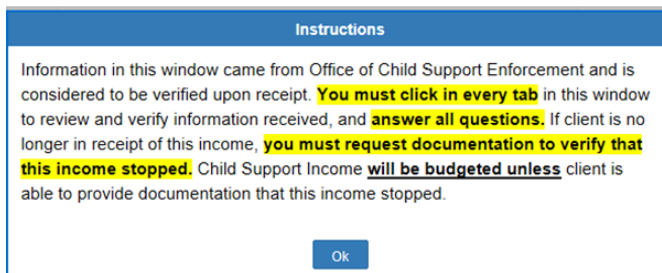 Instructions
Information in this window came from Office of Child Support Enforcement and is
considered to be verified upon receipt. You must click in every tab in this window
to review and verify information received, and answer all questions. If client is no
longer in receipt of this income, you must request documentation to verify that
this income stopped. Child Support Income will be budgeted unless client is
able to provide documentation that this income stopped.
Ok